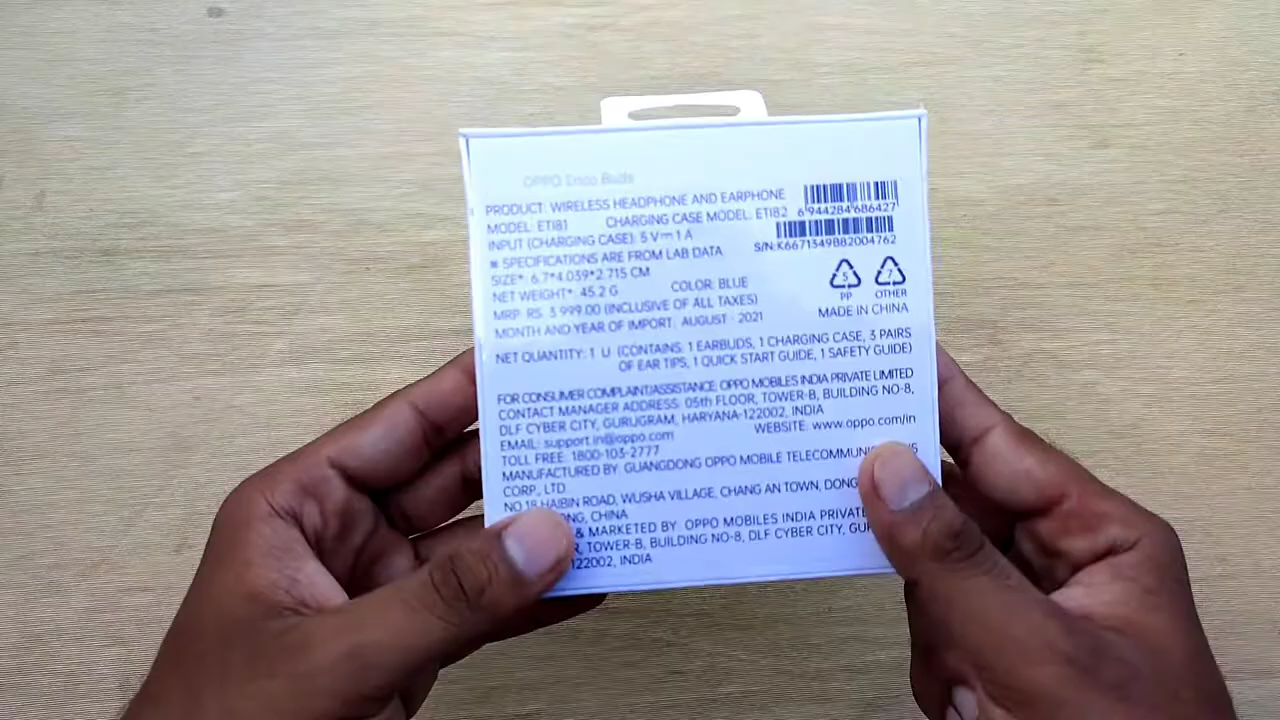 OPPO Enco Buds
PRODUCT: WIRELESS HEADPHONE AND EARPHONE
MODEL: ETI81 CHARGING CASE MODEL: ETI82
6 944284 686427
INPUT (CHARGING CASE): 5 V⎓1 A
S/N:K6671349B82004762
※ SPECIFICATIONS ARE FROM LAB DATA
SIZE*: 6.7*4.039*2.715 CM
NET WEIGHT*: 45.2 G COLOR: BLUE
5 7
PP OTHER
MRP: RS. 3 999.00 (INCLUSIVE OF ALL TAXES)
MONTH AND YEAR OF IMPORT: AUGUST - 2021
MADE IN CHINA
NET QUANTITY: 1 U (CONTAINS: 1 EARBUDS, 1 CHARGING CASE, 3 PAIRS
OF EAR TIPS, 1 QUICK START GUIDE, 1 SAFETY GUIDE)
FOR CONSUMER COMPLAINT/ASSISTANCE: OPPO MOBILES INDIA PRIVATE LIMITED
CONTACT MANAGER ADDRESS: 05th FLOOR, TOWER-B, BUILDING NO-8,
DLF CYBER CITY, GURUGRAM, HARYANA-122002, INDIA
EMAIL: support.in@oppo.com WEBSITE: www.oppo.com/in
TOLL FREE: 1800-103-2777
MANUFACTURED BY: GUANGDONG OPPO MOBILE
CORP., LTD
NO.18 HAIBIN ROAD, WUSHA VILLAGE, CHANG AN TOWN,
CHINA
& MARKETED BY: OPPO MOBILES INDIA PRIVATE
TOWER-B, BUILDING NO-8, DLF CYBER CITY,
122002, INDIA